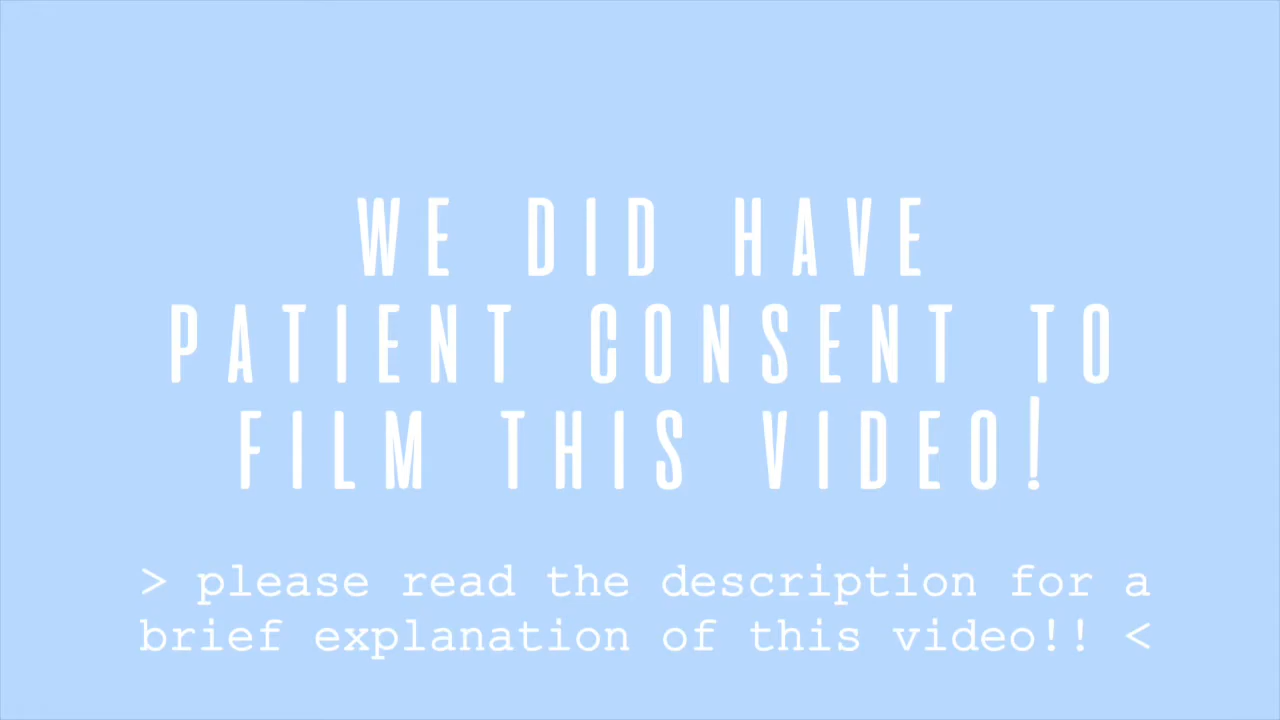 WE DID HAVE
PATIENT CONSENT TO
FILM THIS VIDEO!
> please read the description for a
brief explanation of this video!! <